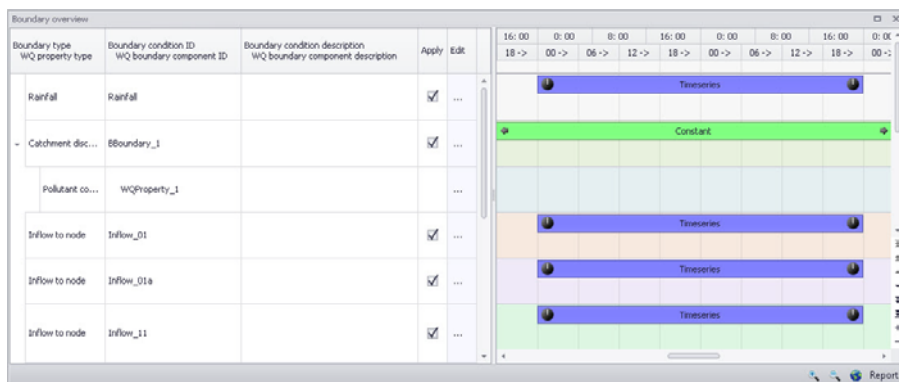 Boundary overview
Boundary type
WQ property type
Boundary condition ID
WQ boundary component ID
Boundary condition description
WQ boundary component description
Apply Edit
16: 00 0: 00 8: 00 16: 00 0: 00 8: 00 16: 00
18 -> 00 -> 06 -> 12 -> 18 -> 00 -> 06 -> 12 -> 18 ->
Rainfall Rainfall ... Timeseries
Catchment disc... BBoundary_1 ... Constant
Pollutant co... WQProperty_1 ...
Inflow to node Inflow_01 ... Timeseries
Inflow to node Inflow_01a ... Timeseries
Inflow to node Inflow_11 ... Timeseries
Report